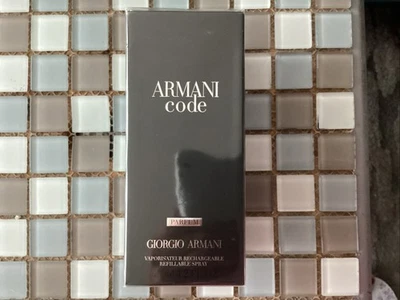 ARMANI
code
PARFUM
GIORGIO ARMANI
VAPORISATEUR RECHARGEABLE
REFILLABLE SPRAY